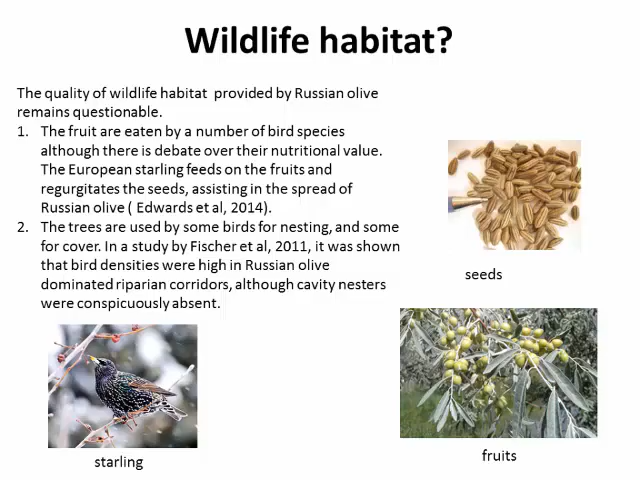 Wildlife habitat?
The quality of wildlife habitat  provided by Russian olive
remains questionable.
1. The fruit are eaten by a number of bird species
although there is debate over their nutritional value.
The European starling feeds on the fruits and
regurgitates the seeds, assisting in the spread of
Russian olive ( Edwards et al, 2014).
2. The trees are used by some birds for nesting, and some
for cover. In a study by Fischer et al, 2011, it was shown
that bird densities were high in Russian olive
dominated riparian corridors, although cavity nesters
were conspicuously absent.
seeds
starling
fruits